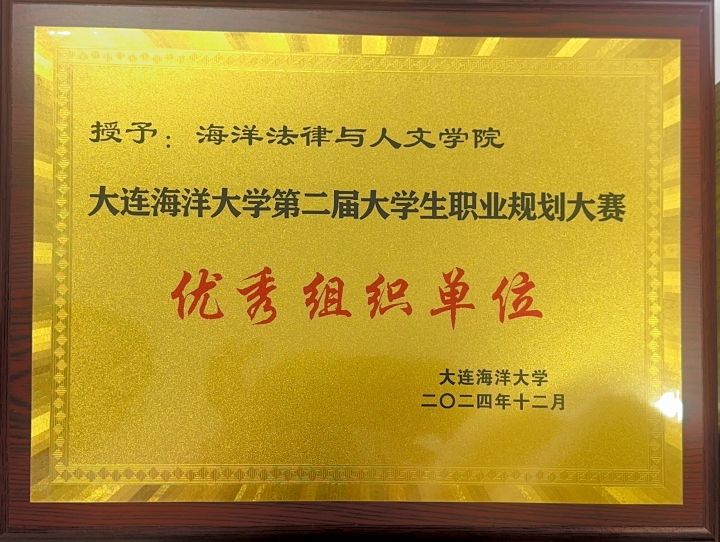 授予：海洋法律与人文学院
大连海洋大学第二届大学生职业规划大赛
优秀组织单位
大连海洋大学
二〇二四年十二月